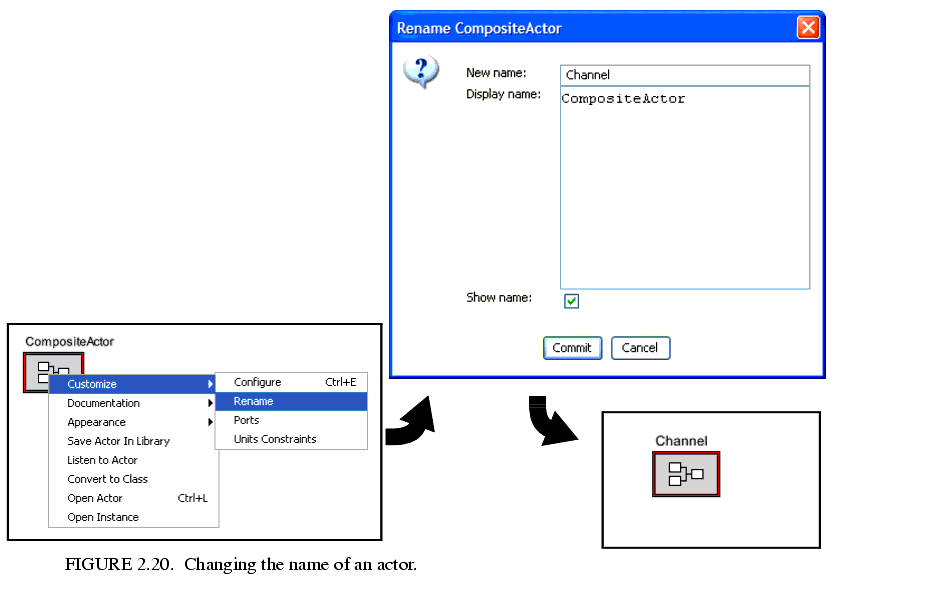 Rename CompositeActor
New name: Channel
Display name: CompositeActor
Show name:
Commit Cancel
CompositeActor
Customize
Documentation
Appearance
Save Actor In Library
Listen to Actor
Convert to Class
Open Actor Ctrl+L
Open Instance
Configure Ctrl+E
Rename
Ports
Units Constraints
Channel
FIGURE 2.20. Changing the name of an actor.